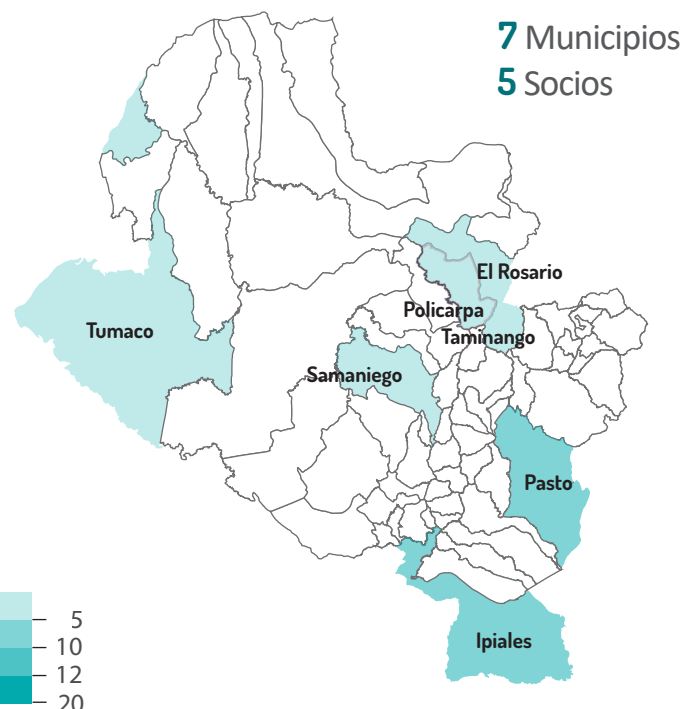 7 Municipios
5 Socios
El Rosario
Policarpa
Tumaco
Taminango
Samaniego
Pasto
Ipiales
5
10
12
20